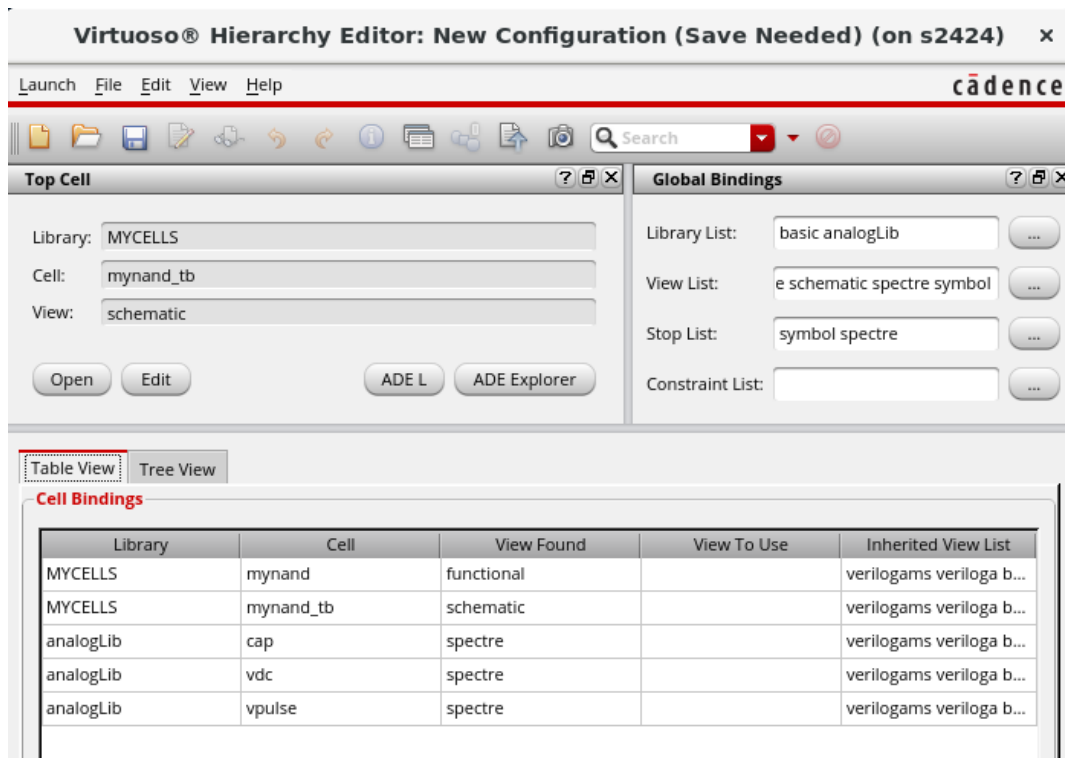 Virtuoso® Hierarchy Editor: New Configuration (Save Needed) (on s2424) ×
Launch File Edit View Help cādence
Search
Top Cell ?
Global Bindings ?
Library: MYCELLS
Cell: mynand_tb
View: schematic
Open Edit ADE L ADE Explorer
Library List: basic analogLib ...
View List: e schematic spectre symbol ...
Stop List: symbol spectre ...
Constraint List: ...
Table View Tree View
Cell Bindings
Library Cell View Found View To Use Inherited View List
MYCELLS mynand functional verilogams veriloga b...
MYCELLS mynand_tb schematic verilogams veriloga b...
analogLib cap spectre verilogams veriloga b...
analogLib vdc spectre verilogams veriloga b...
analogLib vpulse spectre verilogams veriloga b...